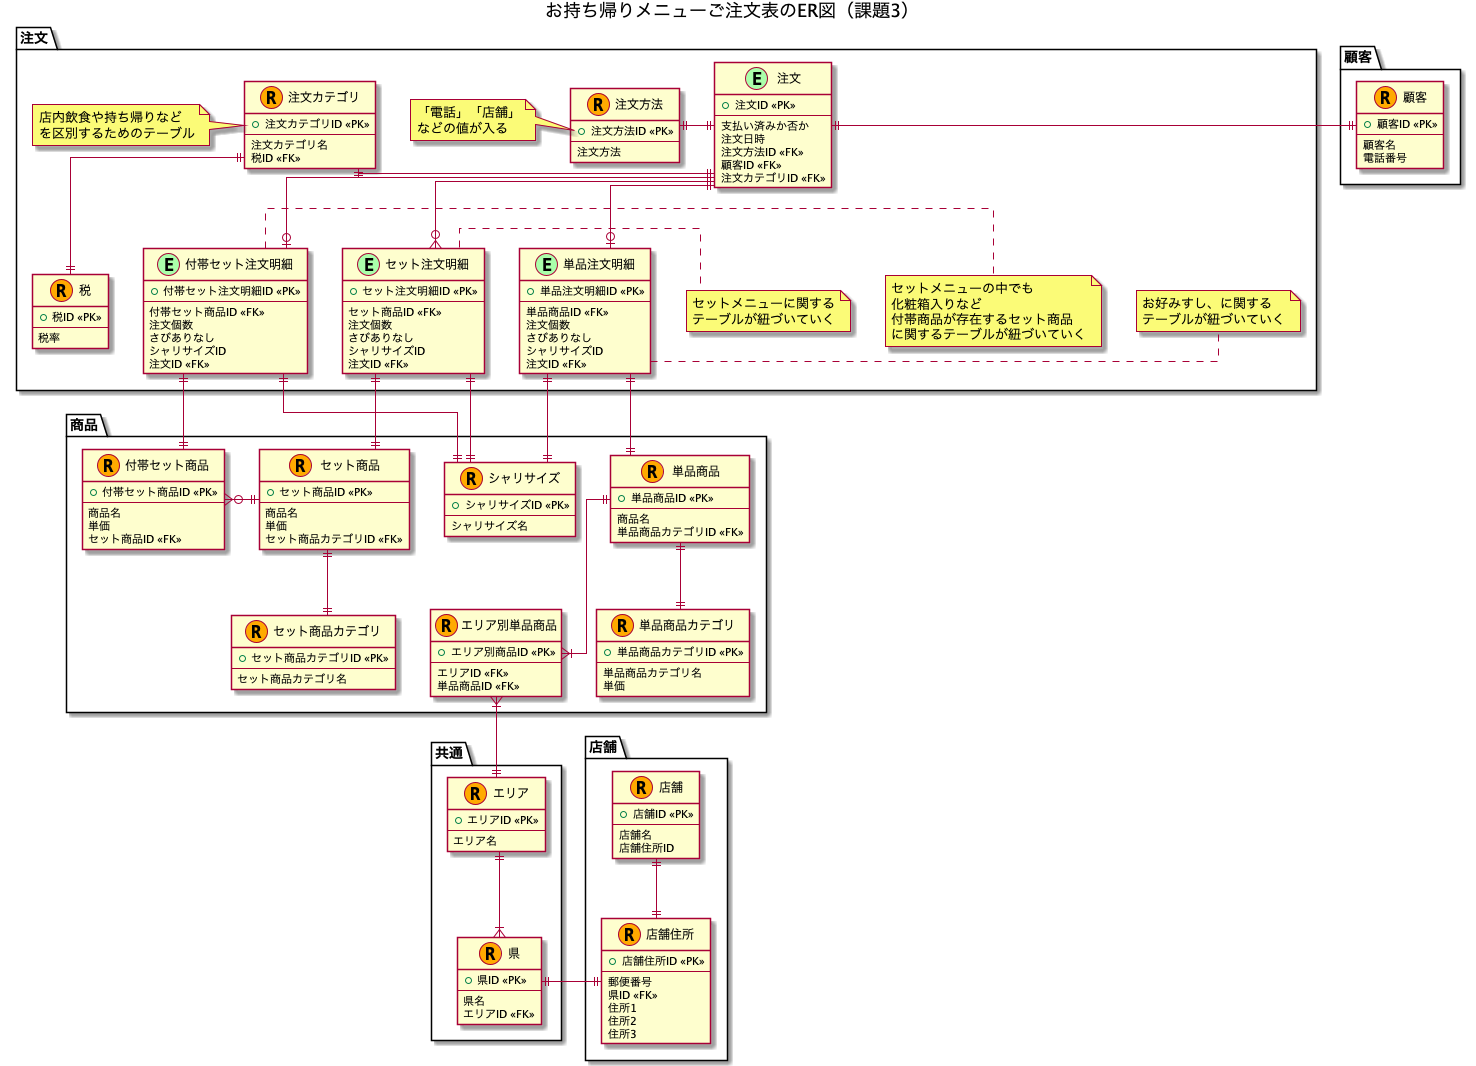 お持ち帰りメニューご注文表のER図（課題3）
注文
店内飲食や持ち帰りなど
を区別するためのテーブル
R 注文カテゴリ
注文カテゴリID «PK»
注文カテゴリ名
税ID «FK»
「電話」「店舗」
などの値が入る
R 注文方法
注文方法ID «PK»
注文方法
E 注文
注文ID «PK»
支払い済みか否か
注文日時
注文方法ID «FK»
顧客ID «FK»
注文カテゴリID «FK»
顧客
R 顧客
顧客ID «PK»
顧客名
電話番号
R 税
税ID «PK»
税率
E 付帯セット注文明細
付帯セット注文明細ID «PK»
付帯セット商品ID «FK»
注文個数
さびありなし
シャリサイズID
注文ID «FK»
E セット注文明細
セット注文明細ID «PK»
セット商品ID «FK»
注文個数
さびありなし
シャリサイズID
注文ID «FK»
E 単品注文明細
単品注文明細ID «PK»
単品商品ID «FK»
注文個数
さびありなし
シャリサイズID
注文ID «FK»
セットメニューに関する
テーブルが紐づいていく
セットメニューの中でも
化粧箱入りなど
付帯商品が存在するセット商品
に関するテーブルが紐づいていく
お好みすし、に関する
テーブルが紐づいていく
商品
R 付帯セット商品
付帯セット商品ID «PK»
商品名
単価
セット商品ID «FK»
R セット商品
セット商品ID «PK»
商品名
単価
セット商品カテゴリID «FK»
R シャリサイズ
シャリサイズID «PK»
シャリサイズ名
R 単品商品
単品商品ID «PK»
商品名
単品商品カテゴリID «FK»
R セット商品カテゴリ
セット商品カテゴリID «PK»
セット商品カテゴリ名
R エリア別単品商品
エリア別商品ID «PK»
エリアID «FK»
単品商品ID «FK»
R 単品商品カテゴリ
単品商品カテゴリID «PK»
単品商品カテゴリ名
単価
共通
R エリア
エリアID «PK»
エリア名
R 県
県ID «PK»
県名
エリアID «FK»
店舗
R 店舗
店舗ID «PK»
店舗名
店舗住所ID
R 店舗住所
店舗住所ID «PK»
郵便番号
県ID «FK»
住所1
住所2
住所3